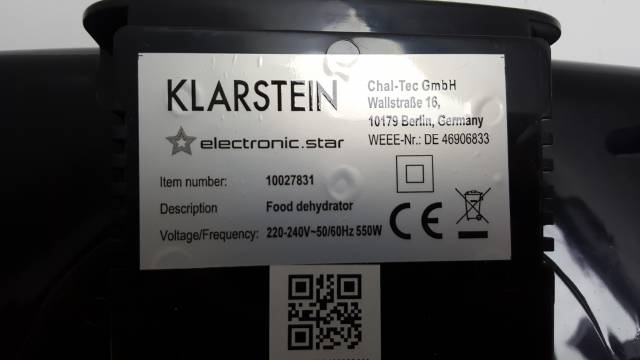 KLARSTEIN
electronic.star
Chal-Tec GmbH
Wallstraße 16,
10179 Berlin, Germany
WEEE-Nr.: DE 46906833
Item number: 10027831
Description Food dehydrator
Voltage/Frequency: 220-240V~50/60Hz 550W
CE